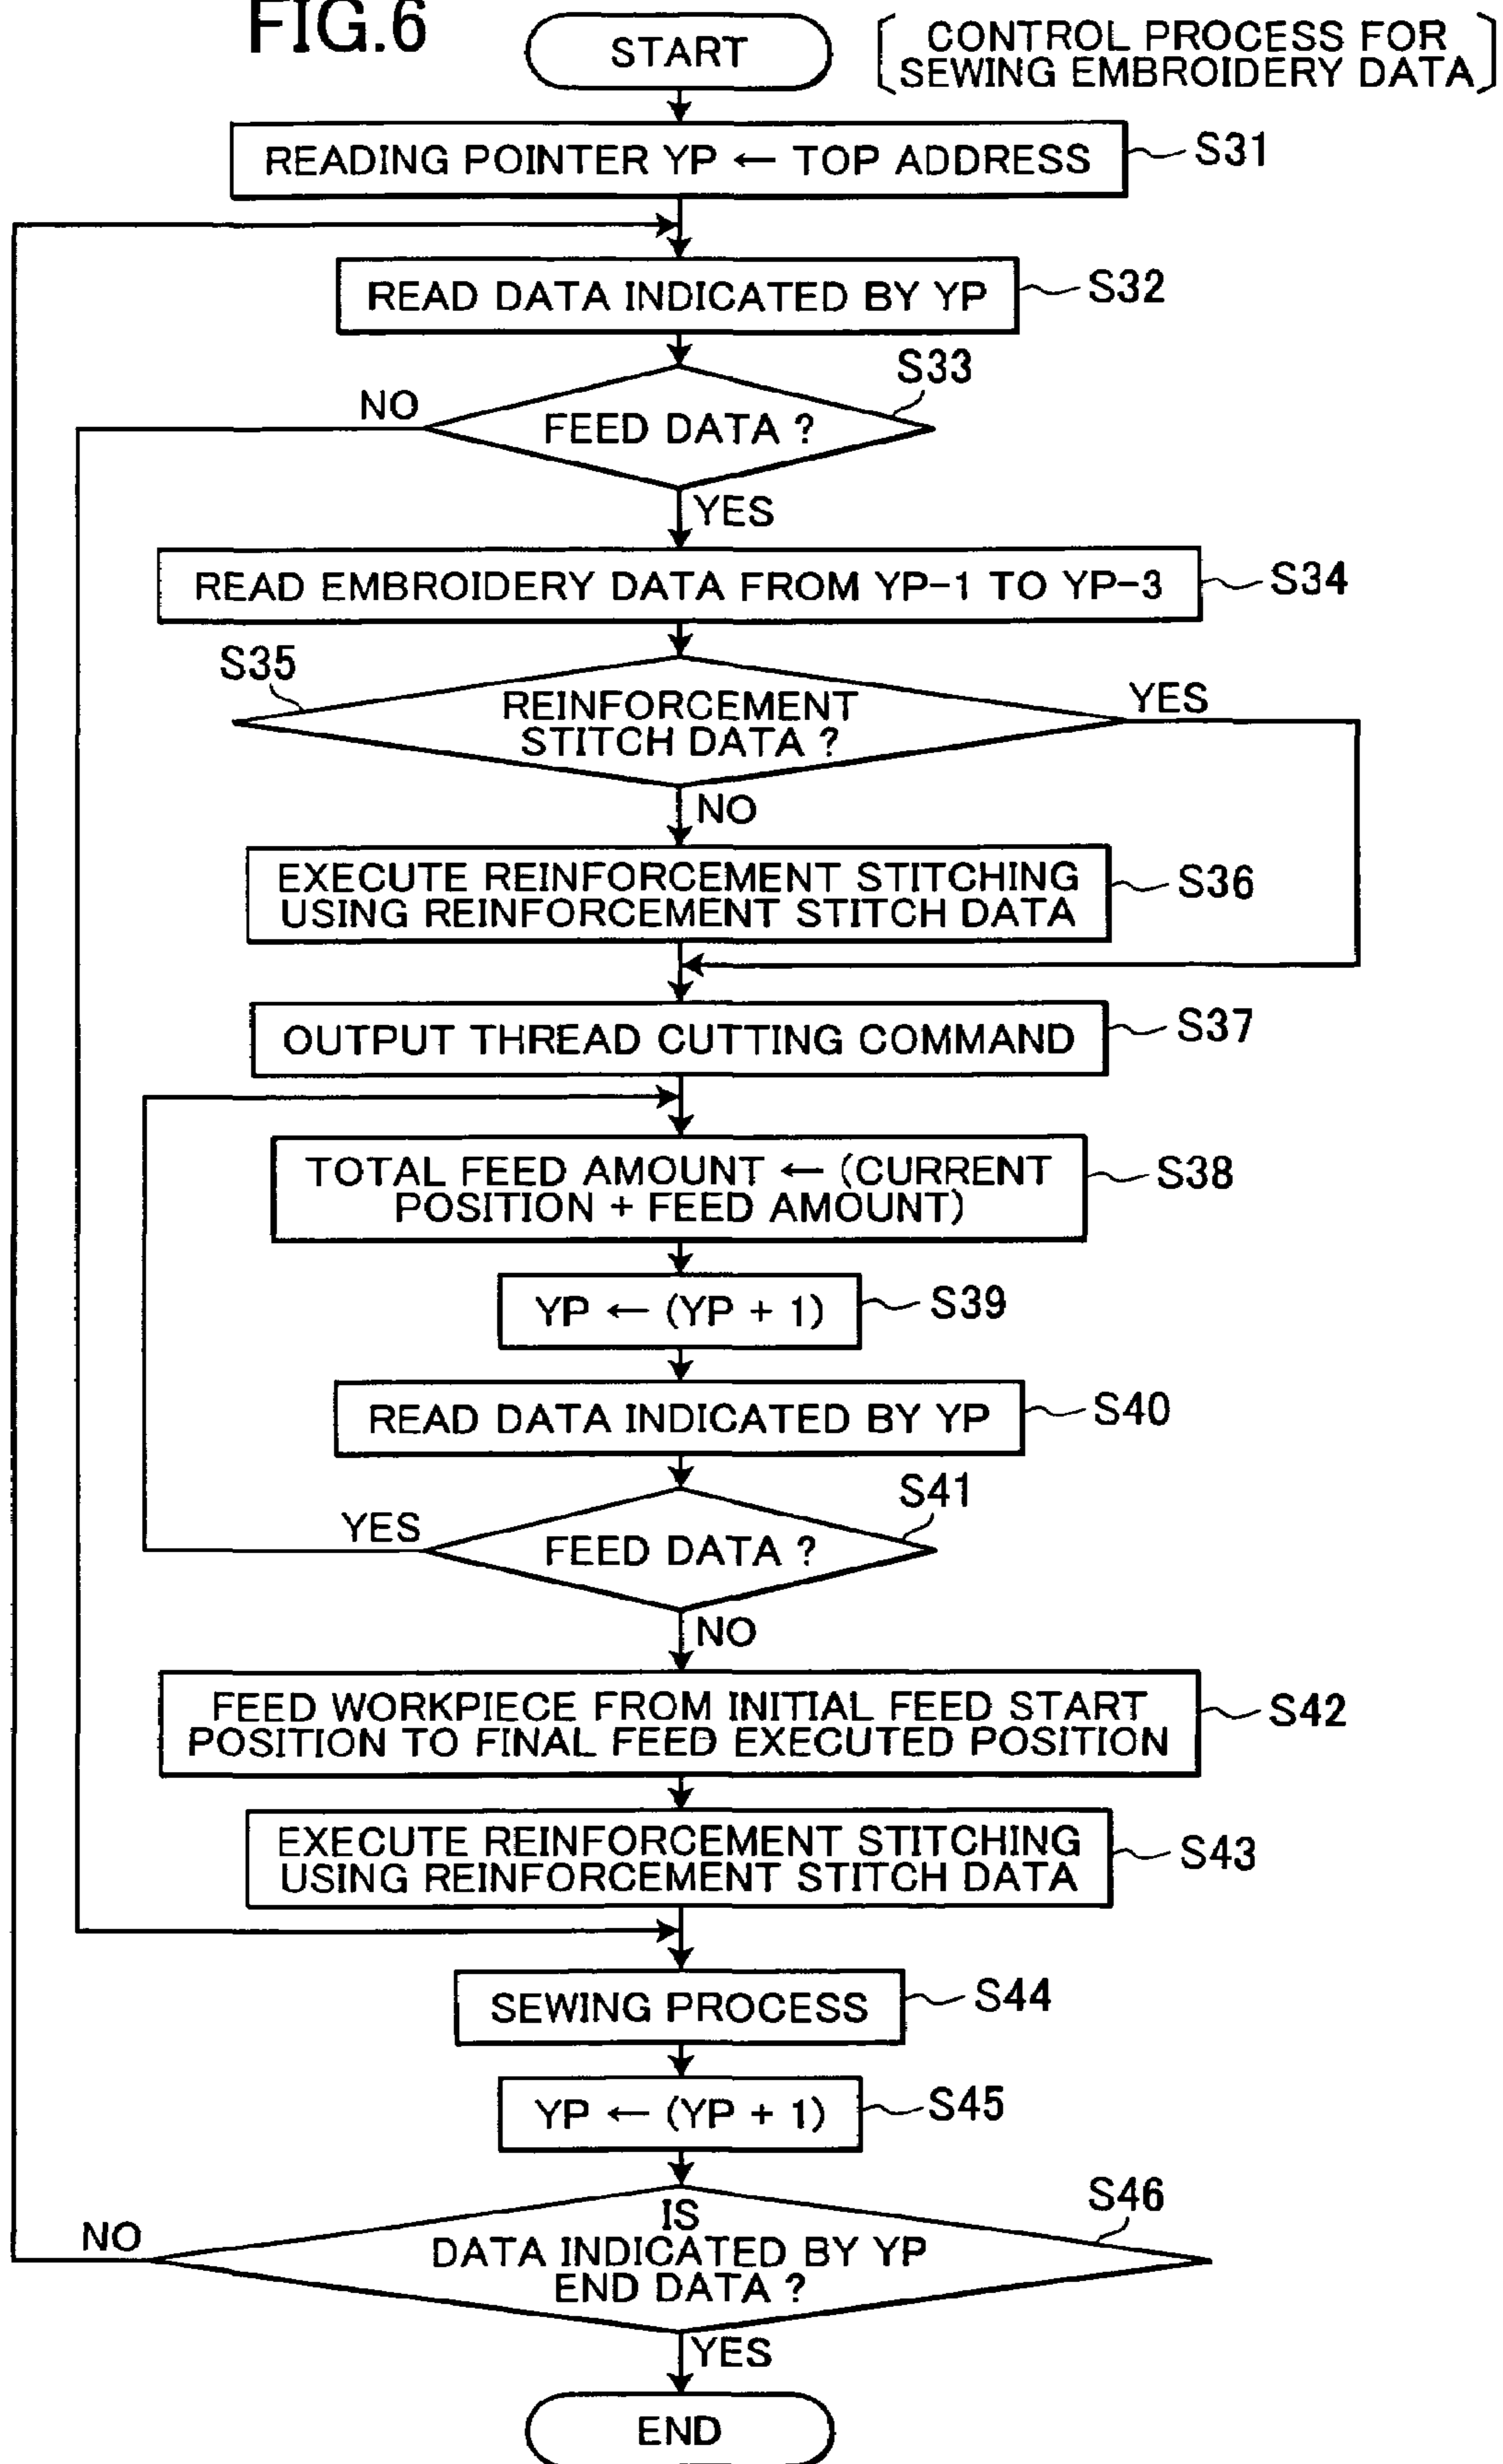 FIG.6
START
CONTROL PROCESS FOR
SEWING EMBROIDERY DATA
READING POINTER YP ← TOP ADDRESS
S31
READ DATA INDICATED BY YP
S32
S33
NO
FEED DATA ?
YES
READ EMBROIDERY DATA FROM YP-1 TO YP-3
S34
S35
REINFORCEMENT
STITCH DATA ?
YES
NO
EXECUTE REINFORCEMENT STITCHING
USING REINFORCEMENT STITCH DATA
S36
OUTPUT THREAD CUTTING COMMAND
S37
TOTAL FEED AMOUNT ← (CURRENT
POSITION + FEED AMOUNT)
S38
YP ← (YP + 1)
S39
READ DATA INDICATED BY YP
S40
S41
YES
FEED DATA ?
NO
FEED WORKPIECE FROM INITIAL FEED START
POSITION TO FINAL FEED EXECUTED POSITION
S42
EXECUTE REINFORCEMENT STITCHING
USING REINFORCEMENT STITCH DATA
S43
SEWING PROCESS
S44
YP ← (YP + 1)
S45
S46
NO
IS
DATA INDICATED BY YP
END DATA ?
YES
END